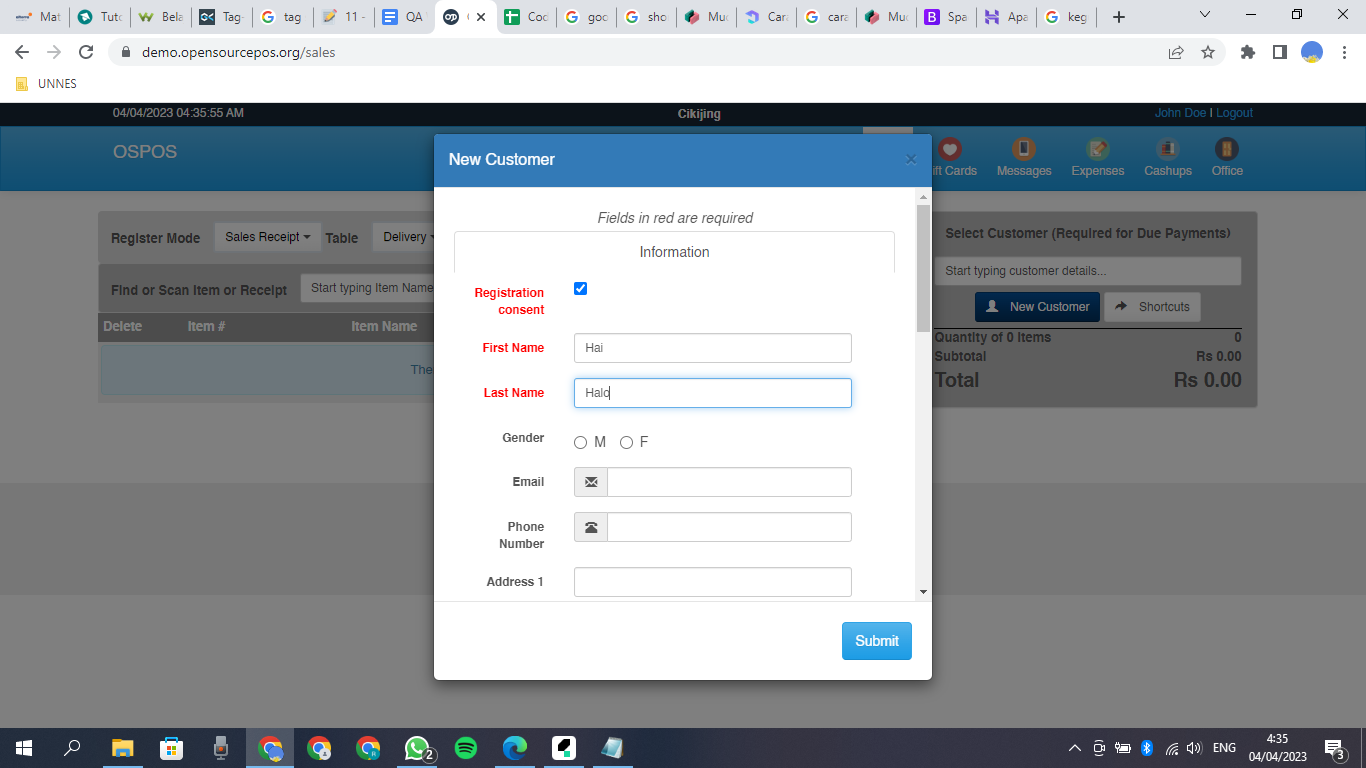 Mat Tuto Bela Tag- tag 11 - QA Cod goo sho Muc Cara cara Muc Spa Apa keg
demo.opensourcepos.org/sales
UNNES
04/04/2023 04:35:55 AM Cikijing John Doe | Logout
OSPOS
ift Cards Messages Expenses Cashups Office
New Customer ×
Fields in red are required
Information
Register Mode Sales Receipt Table Delivery
Select Customer (Required for Due Payments)
Find or Scan Item or Receipt Start typing Item Name
Start typing customer details...
New Customer Shortcuts
Delete Item # Item Name
The
Quantity of 0 Items 0
Subtotal Rs 0.00
Total Rs 0.00
Registration
consent
First Name Hai
Last Name Halo
Gender M F
Email
Phone
Number
Address 1
Submit
2
ENG
4:35
04/04/2023
3